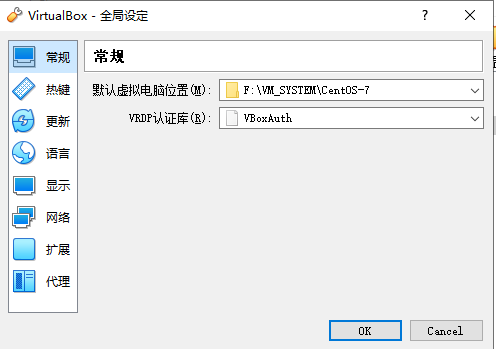 VirtualBox - 全局设定
?
常规
热键
更新
语言
显示
网络
扩展
代理
常规
默认虚拟电脑位置(M): F:\VM_SYSTEM\CentOS-7
VRDP认证库(R): VBoxAuth
OK Cancel